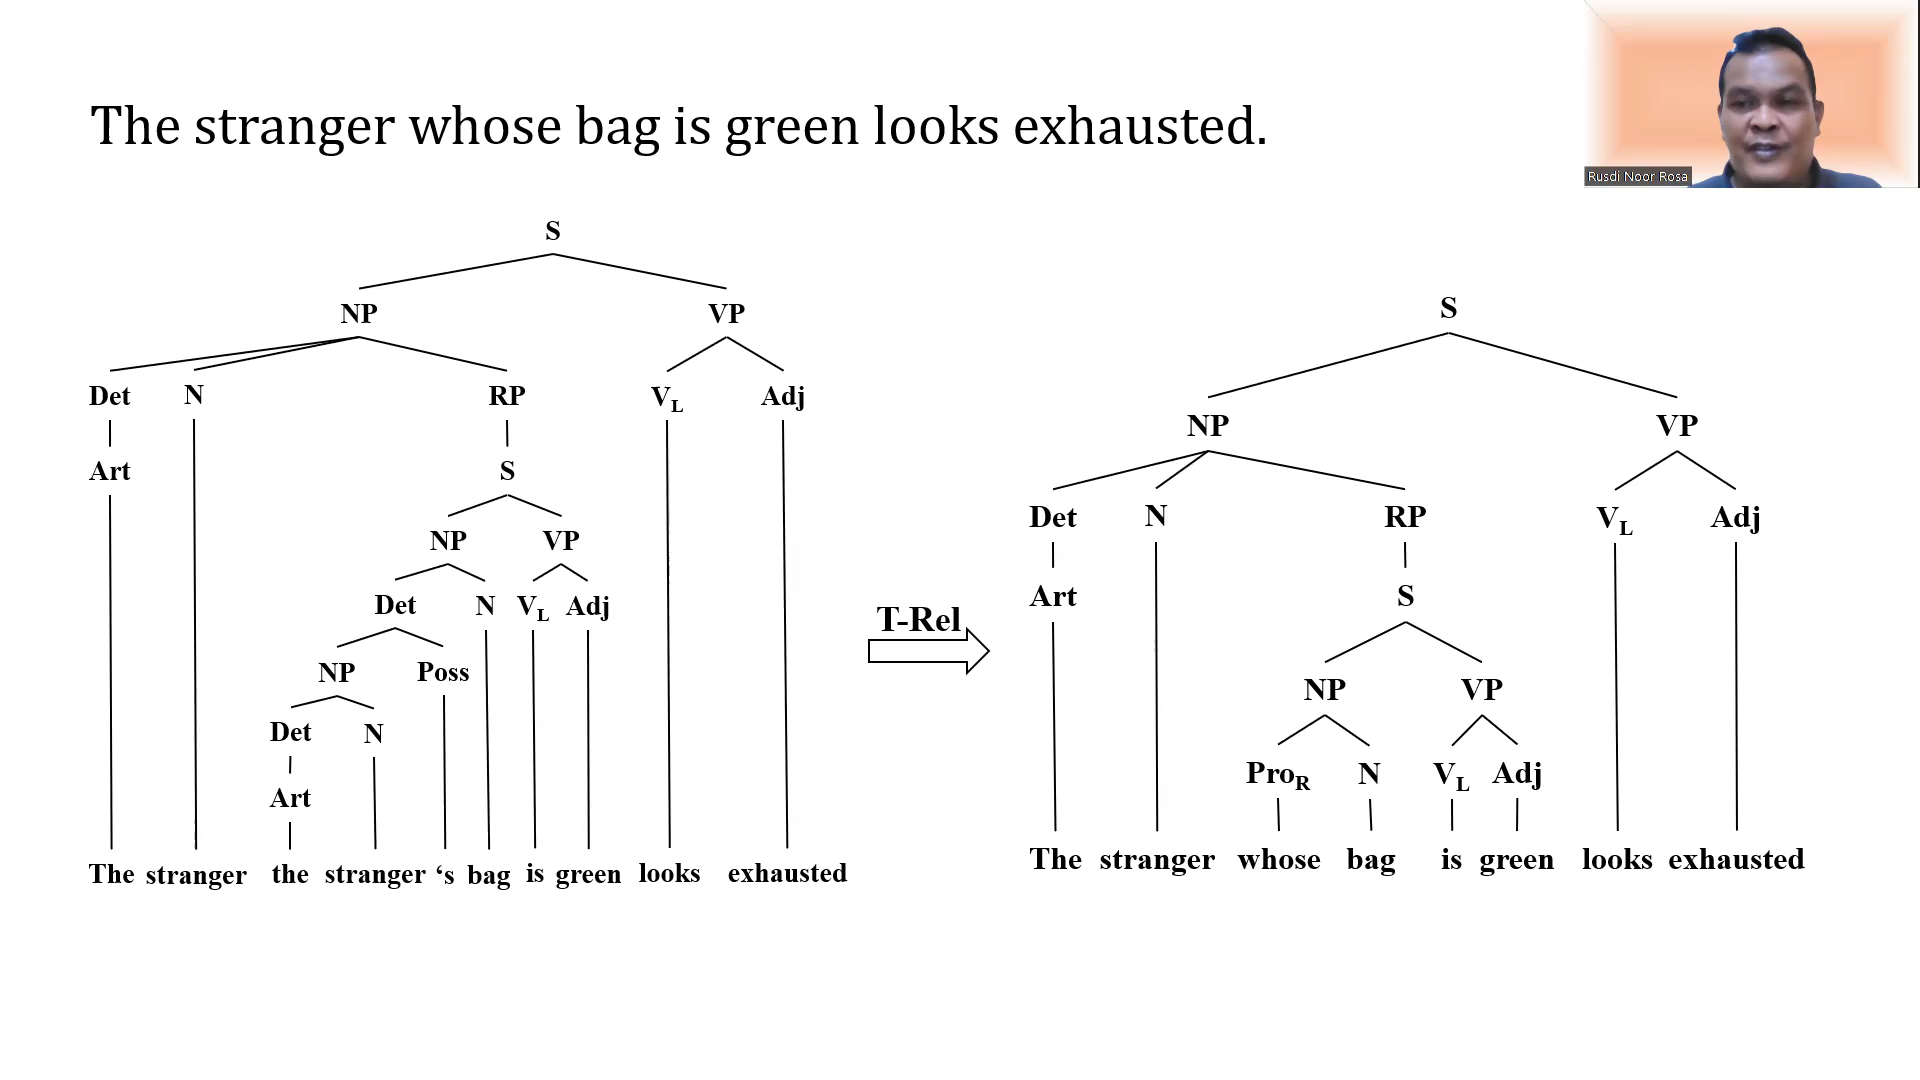 The stranger whose bag is green looks exhausted.
Rusdi Noor Rosa
S
NP VP
Det N RP VL Adj
Art S
NP VP
Det N VL Adj
NP Poss
Det N
Art
The stranger the stranger ‘s bag is green looks exhausted
T-Rel
S
NP VP
Det N RP VL Adj
Art S
NP VP
ProR N VL Adj
The stranger whose bag is green looks exhausted